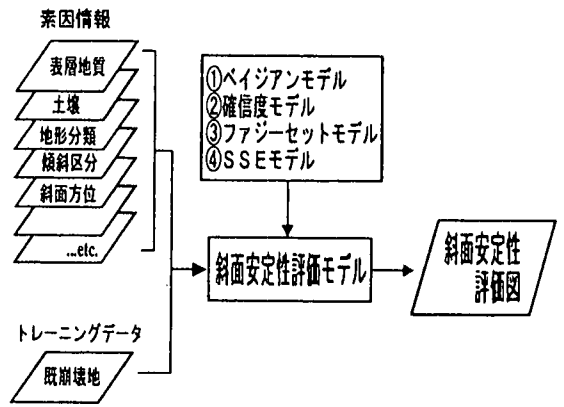 素因情報
表層地質
土壌
地形分類
傾斜区分
斜面方位
...etc.
トレーニングデータ
既崩壊地
①ベイジアンモデル
②確信度モデル
③ファジーセットモデル
④SSEモデル
斜面安定性評価モデル
斜面安定性
評価図